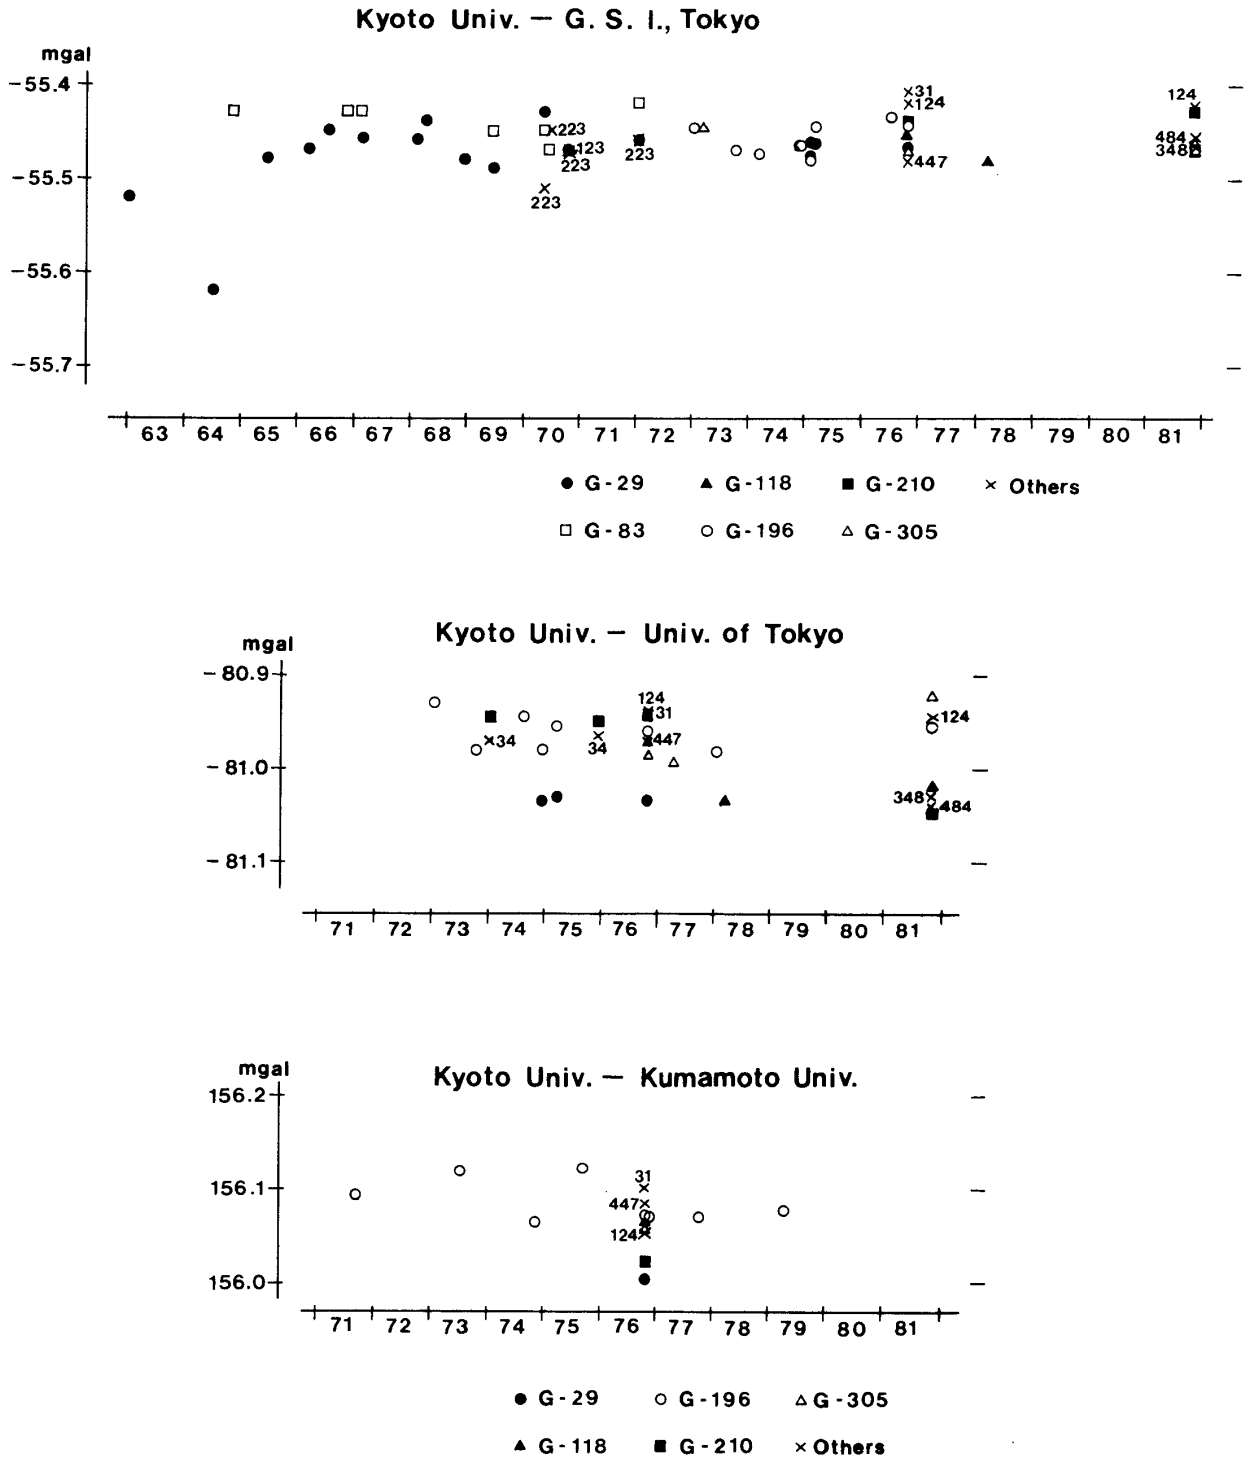 Kyoto Univ. — G. S. I., Tokyo
mgal
-55.4
31
124
124
223
123
223
223
484
348
447
-55.5
223
-55.6
-55.7
63 64 65 66 67 68 69 70 71 72 73 74 75 76 77 78 79 80 81
● G-29 ▲ G-118 ■ G-210 × Others
□ G-83 ○ G-196 △ G-305
Kyoto Univ. — Univ. of Tokyo
mgal
-80.9
124
31
124
34
34
447
-81.0
348
484
-81.1
71 72 73 74 75 76 77 78 79 80 81
Kyoto Univ. — Kumamoto Univ.
mgal
156.2
31
156.1
447
124
156.0
71 72 73 74 75 76 77 78 79 80 81
● G-29 ○ G-196 △ G-305
▲ G-118 ■ G-210 × Others